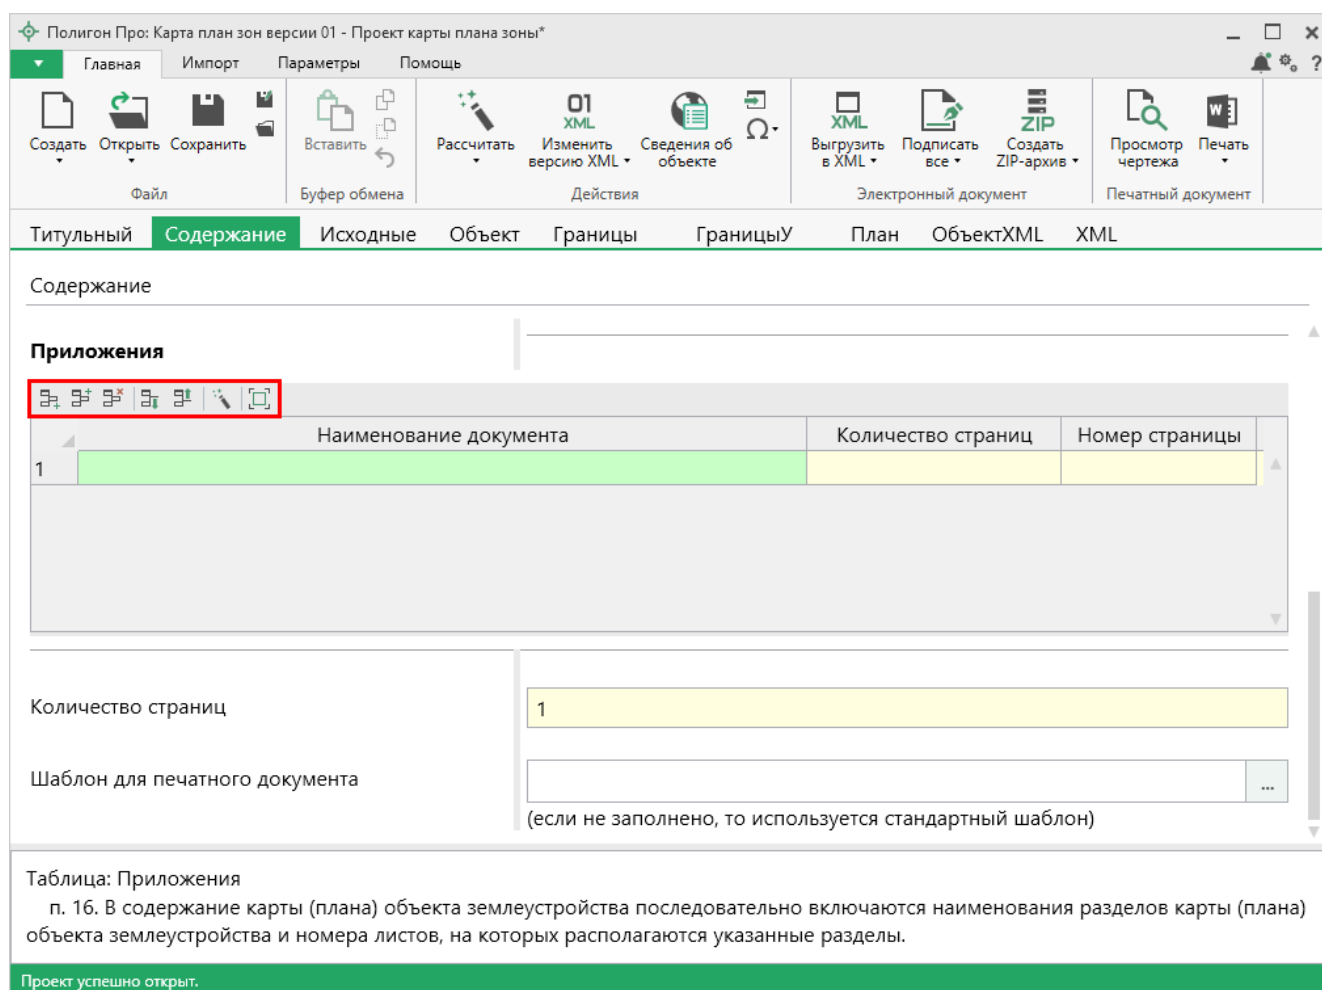 Полигон Про: Карта план зон версии 01 - Проект карты плана зоны*
Главная Импорт Параметры Помощь
Создать Открыть Сохранить
Файл
Вставить
Буфер обмена
Рассчитать
01 XML Изменить версию XML
Сведения об объекте
Ω
Действия
XML Выгрузить в XML
Подписать все
ZIP Создать ZIP-архив
Электронный документ
Просмотр чертежа
W Печать
Печатный документ
Титульный Содержание Исходные Объект Границы ГраницыУ План ОбъектXML XML
Содержание
Приложения
Наименование документа Количество страниц Номер страницы
1
Количество страниц 1
Шаблон для печатного документа ...
(если не заполнено, то используется стандартный шаблон)
Таблица: Приложения
п. 16. В содержание карты (плана) объекта землеустройства последовательно включаются наименования разделов карты (плана)
объекта землеустройства и номера листов, на которых располагаются указанные разделы.
Проект успешно открыт.